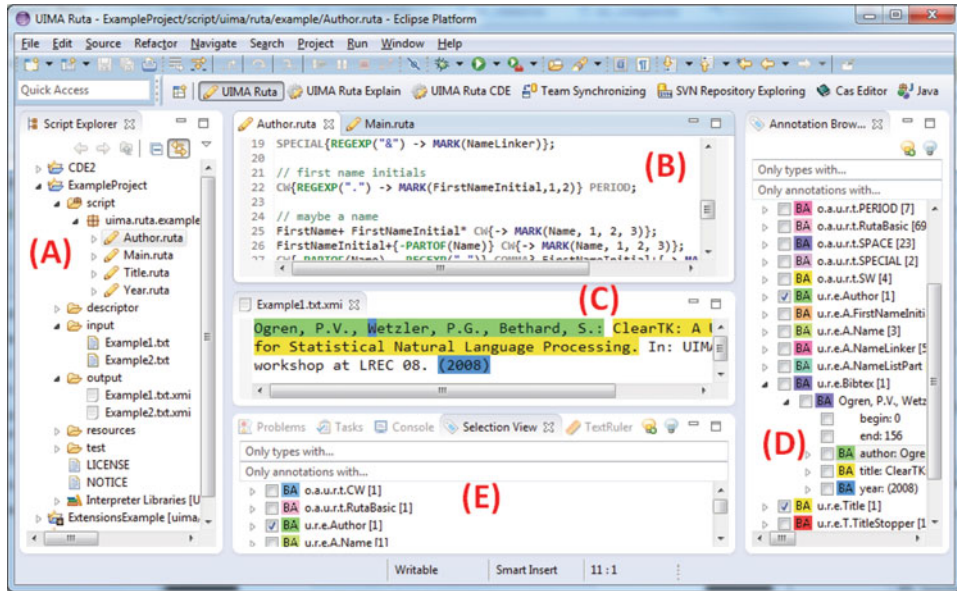 UIMA Ruta - ExampleProject/script/uima/ruta/example/Author.ruta - Eclipse Platform
File Edit Source Refactor Navigate Search Project Run Window Help
Quick Access UIMA Ruta UIMA Ruta Explain UIMA Ruta CDE Team Synchronizing SVN Repository Exploring Cas Editor Java
Script Explorer
CDE2
ExampleProject
script
uima.ruta.example
(A)
Author.ruta
Main.ruta
Title.ruta
Year.ruta
descriptor
input
Example1.txt
Example2.txt
output
Example1.txt.xmi
Example2.txt.xmi
resources
test
LICENSE
NOTICE
Interpreter Libraries [U
ExtensionsExample [uima,
Author.ruta Main.ruta
(B)
19 SPECIAL{REGEXP("&") -> MARK(NameLinker)};
20
21 // first name initials
22 CW{REGEXP(".") -> MARK(FirstNameInitial,1,2)} PERIOD;
23
24 // maybe a name
25 FirstName+ FirstNameInitial* CW{-> MARK(Name, 1, 2, 3)};
26 FirstNameInitial+{-PARTOF(Name)} CW{-> MARK(Name, 1, 2, 3)};
Example1.txt.xmi
(C)
Ogren, P.V., Wetzler, P.G., Bethard, S.: ClearTK: A U
for Statistical Natural Language Processing. In: UIMA
workshop at LREC 08. (2008)
Problems Tasks Console Selection View TextRuler
Only types with...
Only annotations with...
(E)
BA o.a.u.r.t.CW [1]
BA o.a.u.r.t.RutaBasic [1]
BA u.r.e.Author [1]
BA u.r.e.A.Name [1]
Annotation Brow...
Only types with...
Only annotations with...
BA o.a.u.r.t.PERIOD [7]
BA o.a.u.r.t.RutaBasic [69
BA o.a.u.r.t.SPACE [23]
BA o.a.u.r.t.SPECIAL [2]
BA o.a.u.r.t.SW [4]
BA u.r.e.Author [1]
BA u.r.e.A.FirstNameIniti
BA u.r.e.A.Name [3]
BA u.r.e.A.NameLinker [5
BA u.r.e.A.NameListPart
BA u.r.e.Bibtex [1]
BA Ogren, P.V., Wetz
begin: 0
end: 156
(D)
BA author: Ogre
BA title: ClearTK
BA year: (2008)
BA u.r.e.Title [1]
BA u.r.e.T.TitleStopper [1
Writable Smart Insert 11 : 1